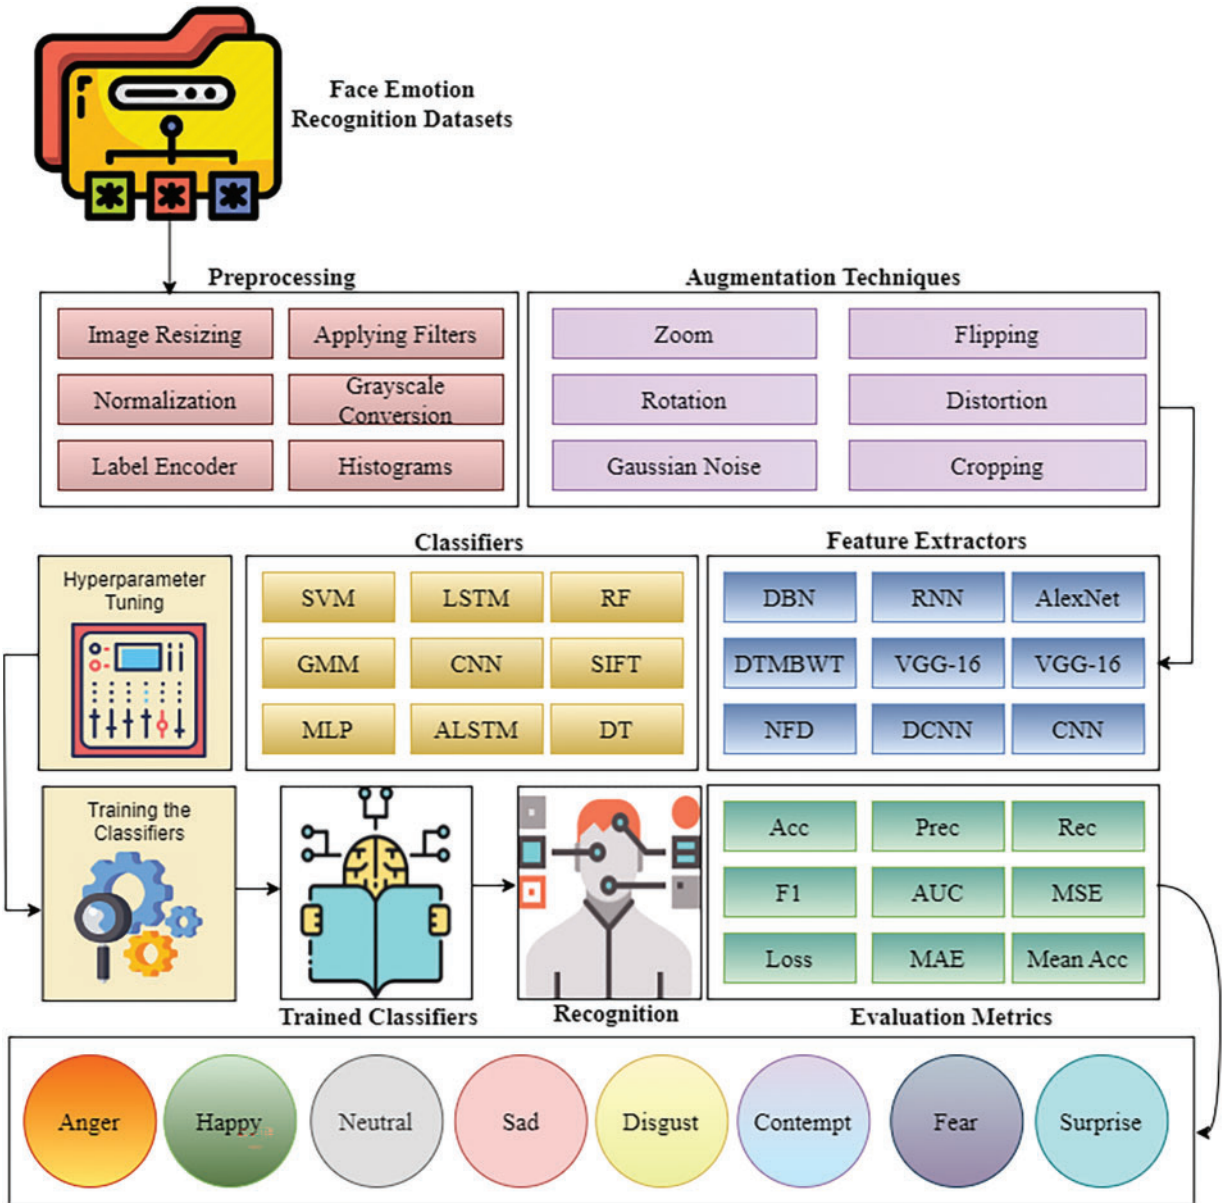 Face Emotion
Recognition Datasets
Preprocessing
Image Resizing
Applying Filters
Normalization
Grayscale
Conversion
Label Encoder
Histograms
Augmentation Techniques
Zoom
Flipping
Rotation
Distortion
Gaussian Noise
Cropping
Hyperparameter
Tuning
Classifiers
SVM
LSTM
RF
GMM
CNN
SIFT
MLP
ALSTM
DT
Feature Extractors
DBN
RNN
AlexNet
DTMBWT
VGG-16
VGG-16
NFD
DCNN
CNN
Training the
Classifiers
Trained Classifiers
Recognition
Acc
Prec
Rec
F1
AUC
MSE
Loss
MAE
Mean Acc
Evaluation Metrics
Anger
Happy
Neutral
Sad
Disgust
Contempt
Fear
Surprise